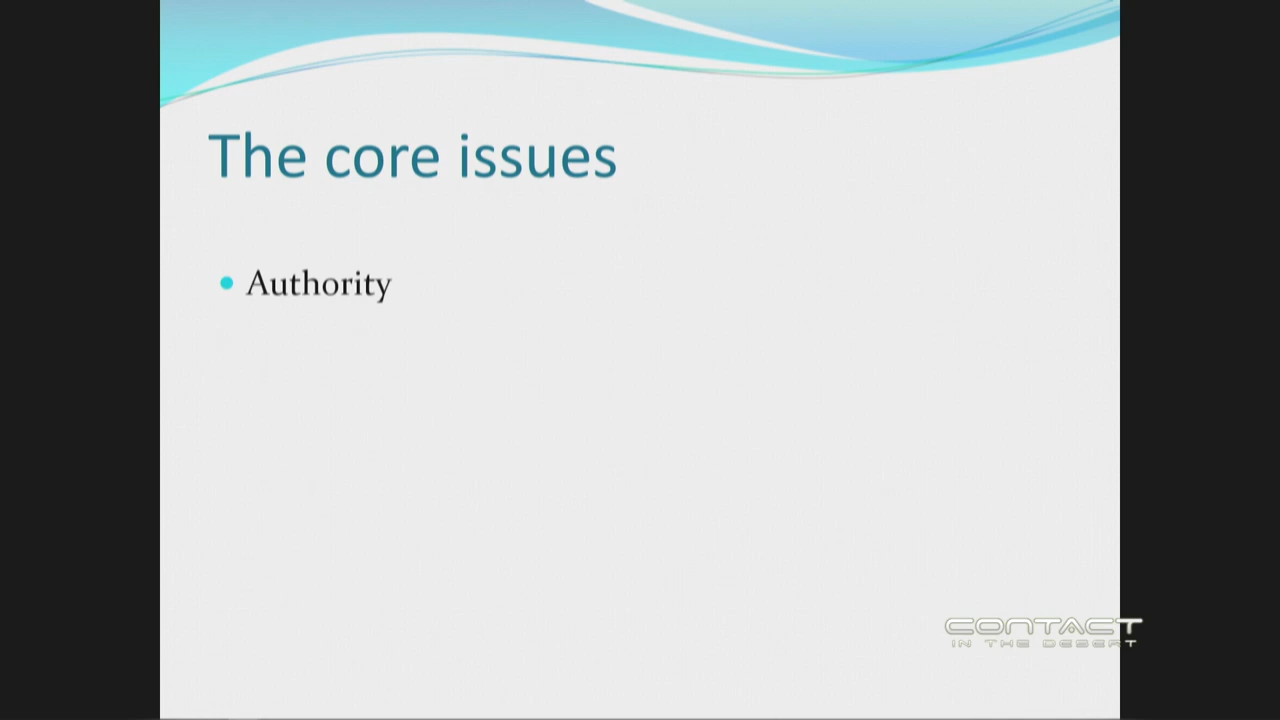 The core issues
Authority
CONTACT
IN THE DESERT